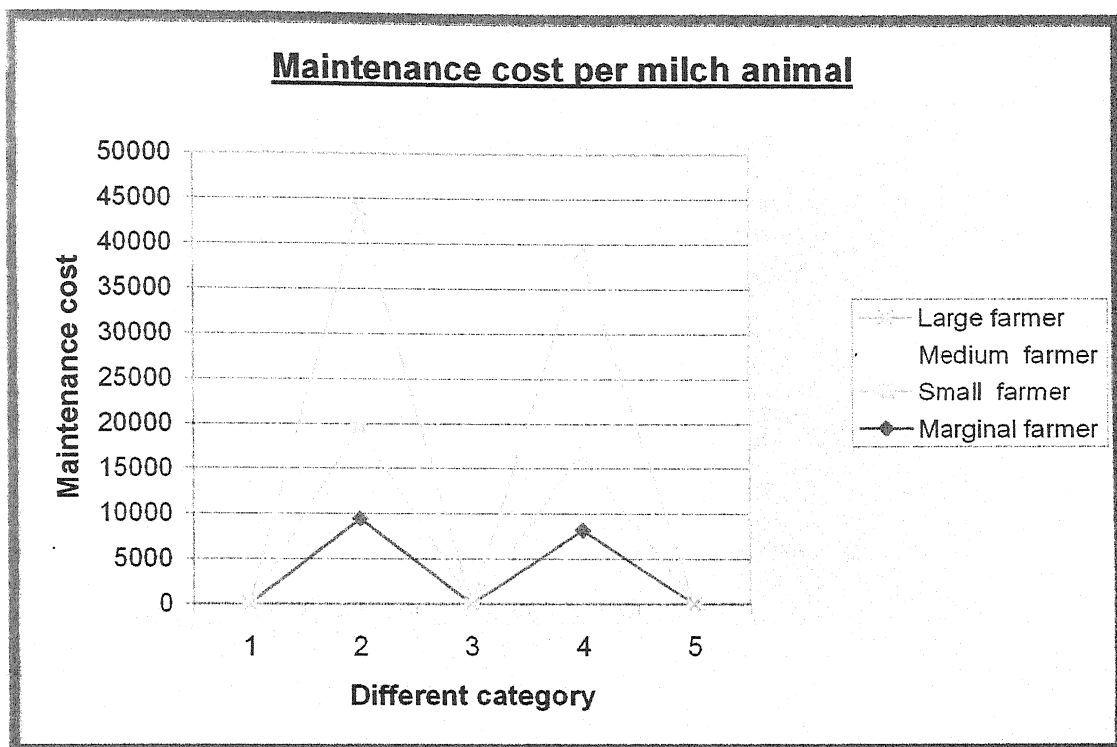 Maintenance cost per milch animal
50000
45000
40000
35000
30000
25000
20000
15000
10000
5000
0
Maintenance cost
1 2 3 4 5
Different category
Large farmer
Medium farmer
Small farmer
Marginal farmer